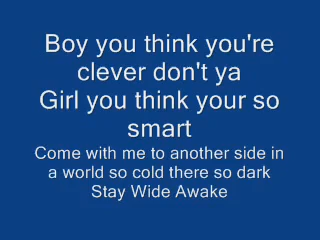 Boy you think you're
clever don't ya
Girl you think your so
smart
Come with me to another side in
a world so cold there so dark
Stay Wide Awake